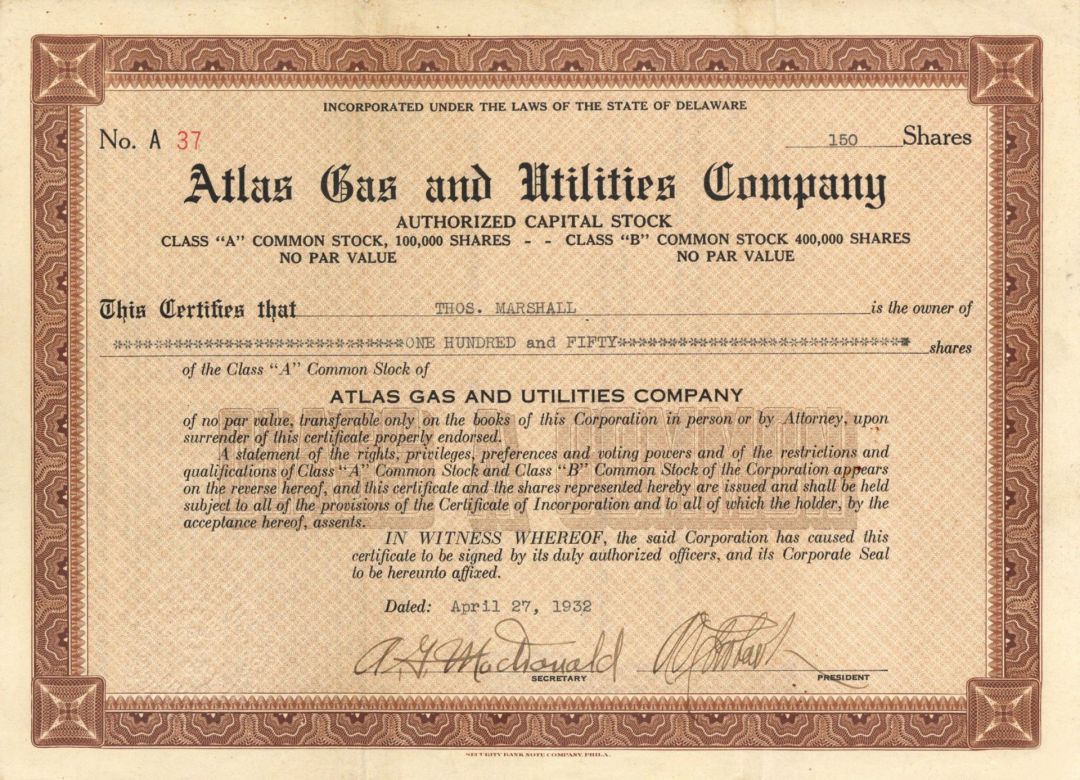 INCORPORATED UNDER THE LAWS OF THE STATE OF DELAWARE
No. A 37
150 Shares
Atlas Gas and Utilities Company
AUTHORIZED CAPITAL STOCK
CLASS “A” COMMON STOCK, 100,000 SHARES - - CLASS “B” COMMON STOCK 400,000 SHARES
NO PAR VALUE NO PAR VALUE
This Certifies that THOS. MARSHALL is the owner of
****************************ONE HUNDRED and FIFTY**************************** shares
of the Class “A” Common Stock of
ATLAS GAS AND UTILITIES COMPANY
of no par value, transferable only on the books of this Corporation in person or by Attorney, upon
surrender of this certificate properly endorsed.
A statement of the rights, privileges, preferences and voting powers and of the restrictions and
qualifications of Class “A” Common Stock and Class “B” Common Stock of the Corporation appears
on the reverse hereof, and this certificate and the shares represented hereby are issued and shall be held
subject to all of the provisions of the Certificate of Incorporation and to all of which the holder, by the
acceptance hereof, assents.
IN WITNESS WHEREOF, the said Corporation has caused this
certificate to be signed by its duly authorized officers, and its Corporate Seal
to be hereunto affixed.
Dated: April 27, 1932
A. G. MacDonald
SECRETARY PRESIDENT
SECURITY BANK NOTE COMPANY, PHILA.